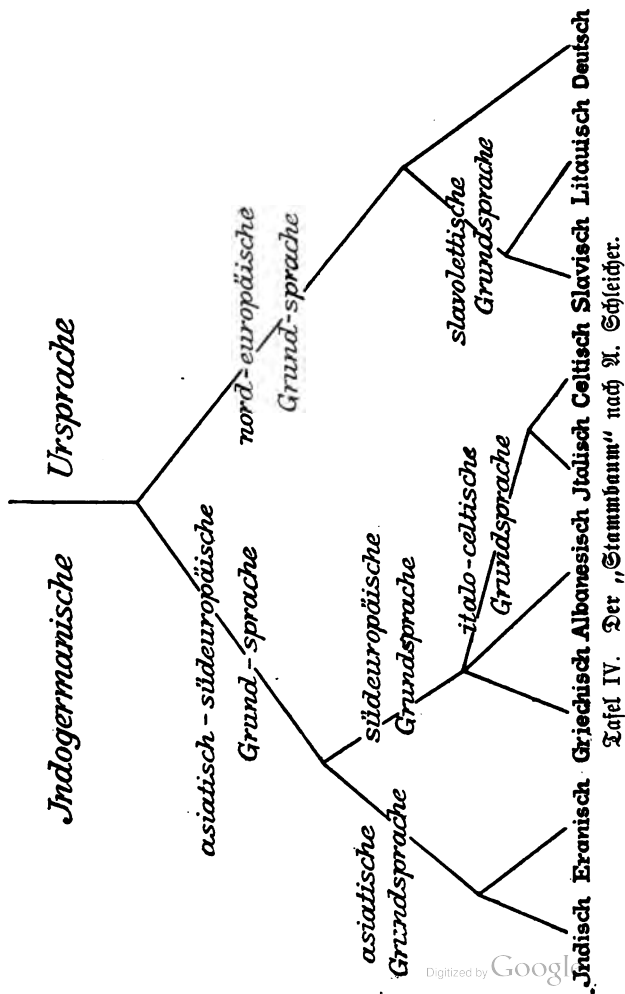 Indogermanische Ursprache
asiatisch-südeuropäische
Grund-sprache
nord-europäische
Grund-sprache
asiatische
Grundsprache
südeuropäische
Grundsprache
italo-celtische
Grundsprache
slavolettische
Grundsprache
Indisch Eranisch Griechisch Albanesisch Italisch Celtisch Slavisch Litauisch Deutsch
Tafel IV. Der „Stammbaum“ nach A. Schleicher.
Digitized by Google